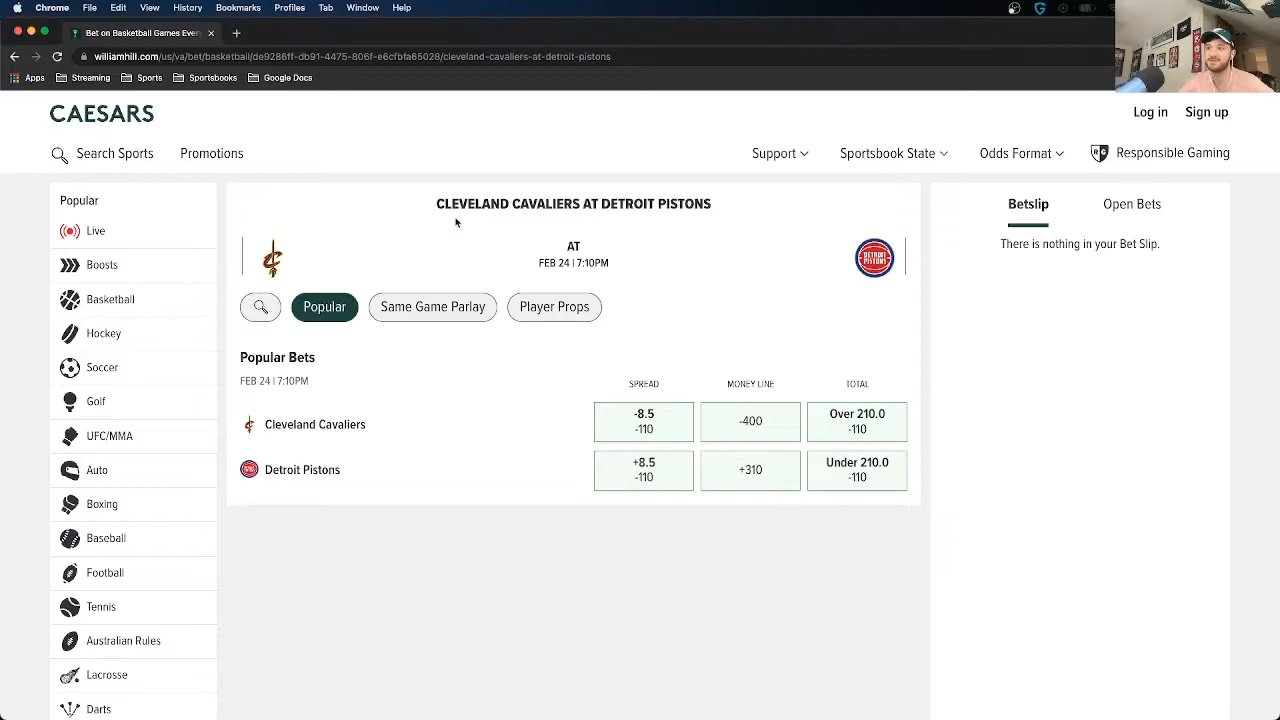 Chrome File Edit View History Bookmarks Profiles Tab Window Help
Bet on Basketball Games Ever
williamhill.com/us/va/bet/basketball/de9286ff-db91-4475-806f-e6cfbfa65028/cleveland-cavaliers-at-detroit-pistons
Apps Streaming Sports Sportsbooks Google Docs
CAESARS
Log in Sign up
Search Sports Promotions Support Sportsbook State Odds Format RG Responsible Gaming
Popular
Live
Boosts
Basketball
Hockey
Soccer
Golf
UFC/MMA
Auto
Boxing
Baseball
Football
Tennis
Australian Rules
Lacrosse
Darts
CLEVELAND CAVALIERS AT DETROIT PISTONS
AT
FEB 24 | 7:10PM
DETROIT PISTONS
Popular Same Game Parlay Player Props
Popular Bets
FEB 24 | 7:10PM
SPREAD MONEY LINE TOTAL
Cleveland Cavaliers
-8.5
-110
-400
Over 210.0
-110
Detroit Pistons
+8.5
-110
+310
Under 210.0
-110
Betslip Open Bets
There is nothing in your Bet Slip.